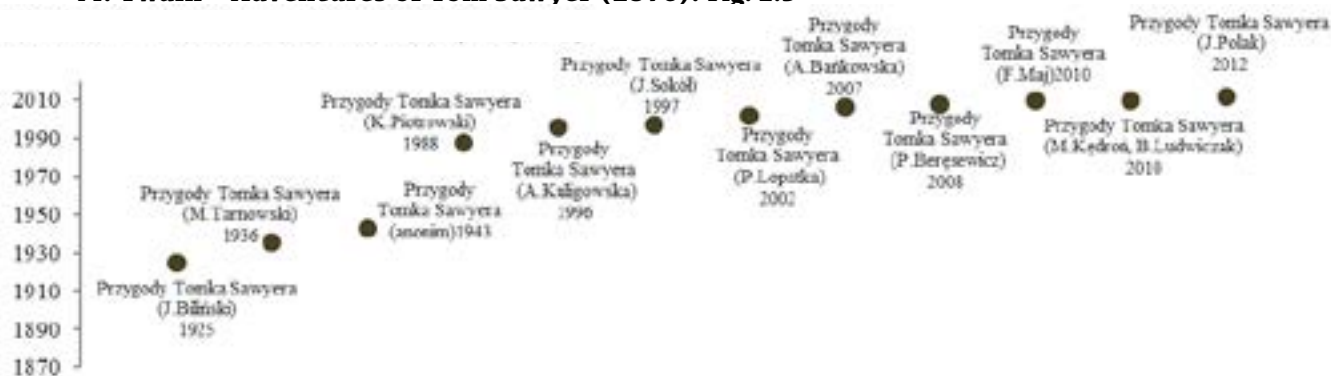 M. Twain - Adventures of Tom Sawyer (1876). Fig. 2.5
2010
1990
1970
1950
1930
1910
1890
1870
Przygody Tomka Sawyera
(J.Biliński)
1925
Przygody Tomka Sawyera
(M.Tarnowski)
1936
Przygody
Tomka Sawyera
(anonim)1943
Przygody Tomka Sawyera
(K.Piotrowski)
1988
Przygody
Tomka Sawyera
(A.Kuligowska)
1996
Przygody Tomka Sawyera
(J.Sokół)
1997
Przygody
Tomka Sawyera
(P.Łopatka)
2002
Przygody
Tomka Sawyera
(A.Bańkowska)
2007
Przygody
Tomka Sawyera
(P.Beręsewicz)
2008
Przygody
Tomka Sawyera
(F.Maj)2010
Przygody Tomka Sawyera
(M.Kędroń, B.Ludwiczak)
2010
Przygody Tomka Sawyera
(J.Polak)
2012